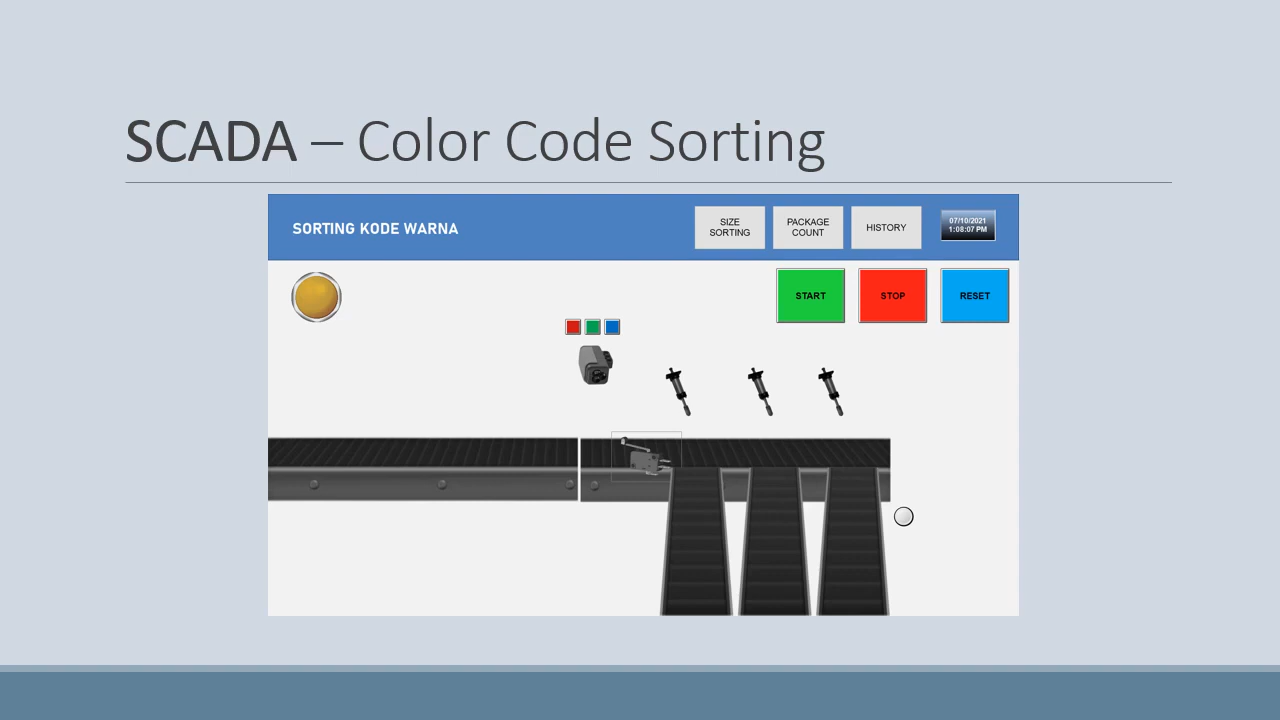 SCADA – Color Code Sorting
SORTING KODE WARNA
SIZE
SORTING
PACKAGE
COUNT
HISTORY
07/10/2021
1:08:07 PM
START
STOP
RESET